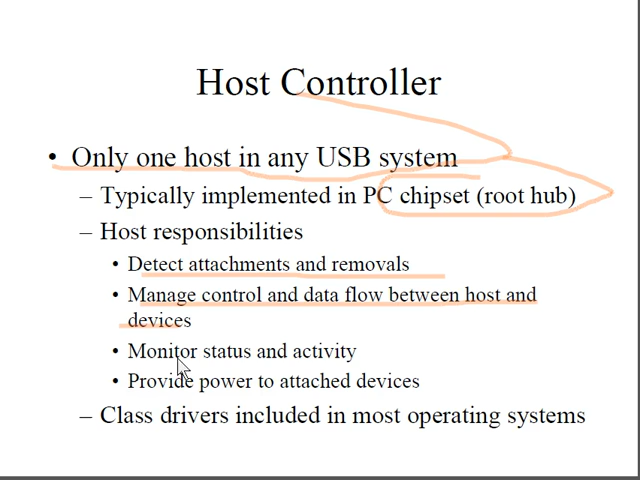 Host Controller
• Only one host in any USB system
– Typically implemented in PC chipset (root hub)
– Host responsibilities
• Detect attachments and removals
• Manage control and data flow between host and
devices
• Monitor status and activity
• Provide power to attached devices
– Class drivers included in most operating systems